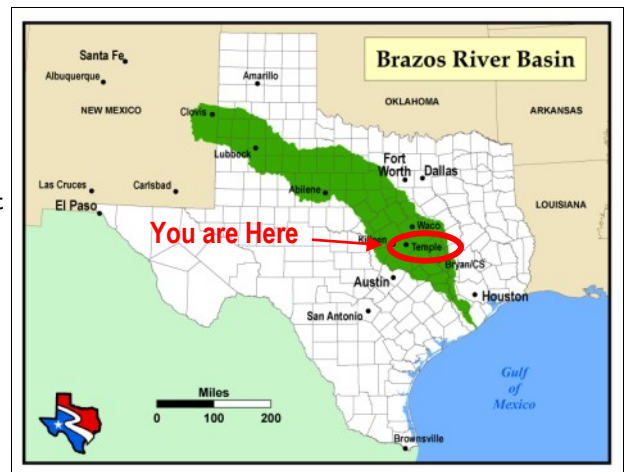 Brazos River Basin
Santa Fe
Albuquerque
NEW MEXICO
Amarillo
OKLAHOMA
ARKANSAS
Clovis
Lubbock
Fort
Worth
Dallas
Las Cruces
Carlsbad
El Paso
Abilene
LOUISIANA
t
You are Here
Waco
Killeen
Temple
Bryan/CS
Austin
Houston
San Antonio
Miles
0
100
200
Gulf
of
Mexico
Brownsville